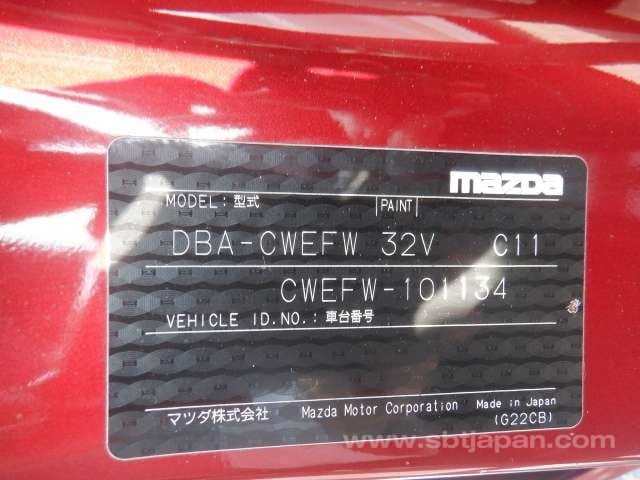 mazda
MODEL:型式 PAINT
DBA-CWEFW 32V C11
CWEFW-101134
VEHICLE ID.NO.:車台番号
マツダ株式会社 Mazda Motor Corporation Made in Japan
(G22CB)
www.sbtjapan.com